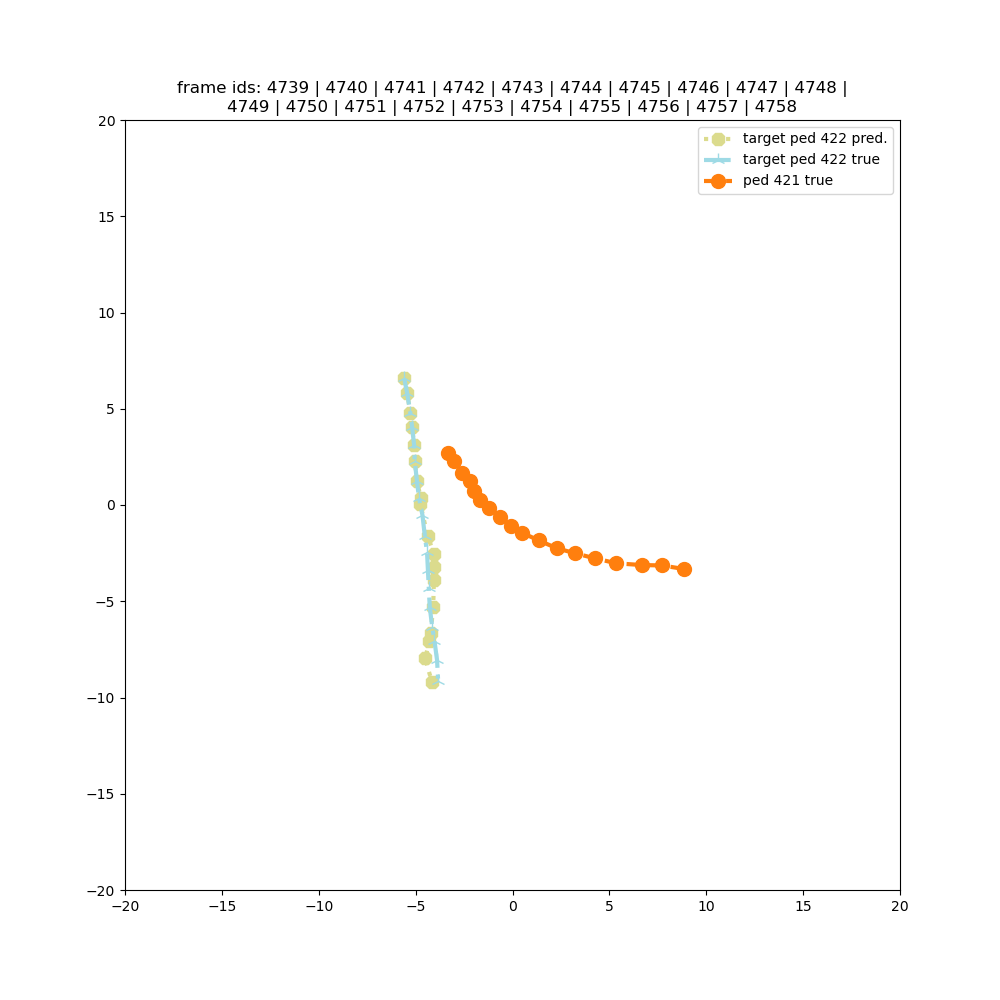 frame ids: 4739 | 4740 | 4741 | 4742 | 4743 | 4744 | 4745 | 4746 | 4747 | 4748 |
4749 | 4750 | 4751 | 4752 | 4753 | 4754 | 4755 | 4756 | 4757 | 4758
target ped 422 pred.
target ped 422 true
ped 421 true
20
15
10
5
0
−5
−10
−15
−20
−20 −15 −10 −5 0 5 10 15 20